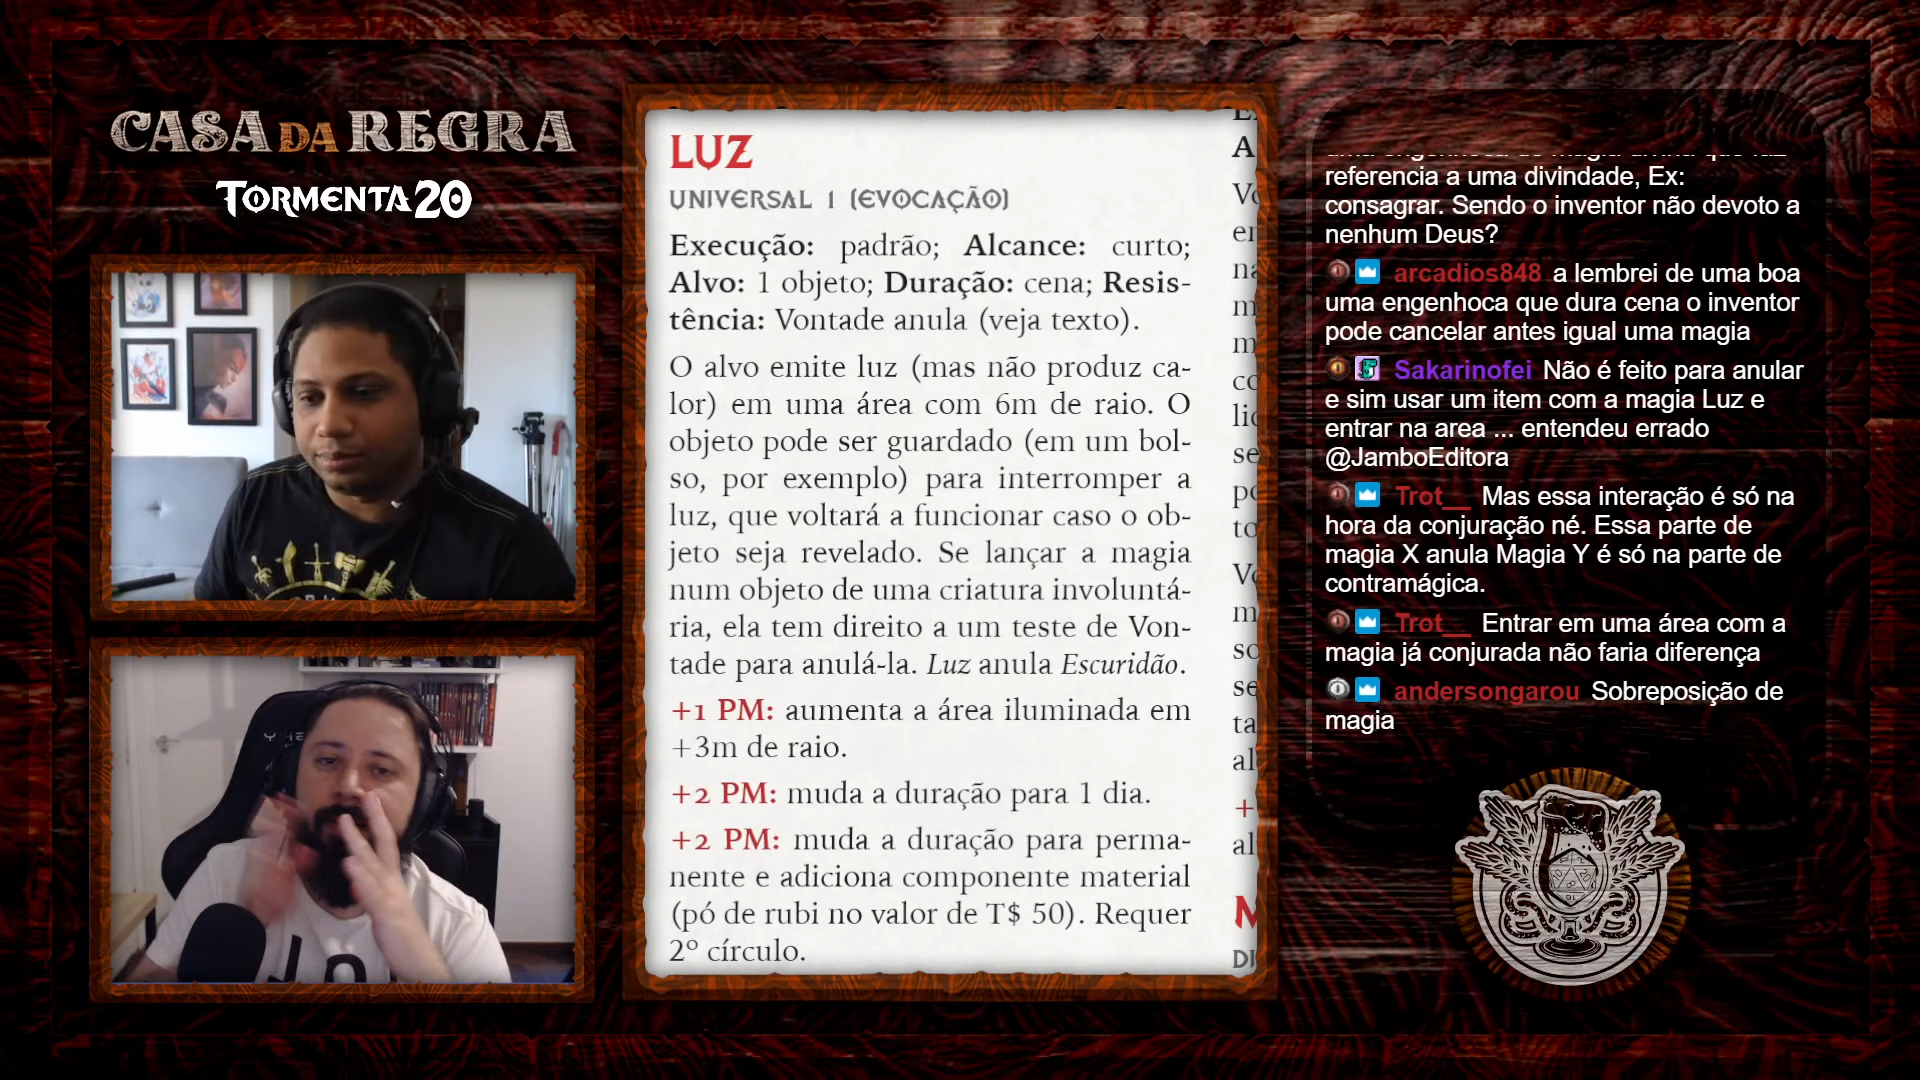 CASA DA REGRA
TORMENTA20
LUZ
UNIVERSAL 1 (EVOCAÇÃO)
Execução: padrão; Alcance: curto;
Alvo: 1 objeto; Duração: cena; Resis-
tência: Vontade anula (veja texto).
O alvo emite luz (mas não produz ca-
lor) em uma área com 6m de raio. O
objeto pode ser guardado (em um bol-
so, por exemplo) para interromper a
luz, que voltará a funcionar caso o ob-
jeto seja revelado. Se lançar a magia
num objeto de uma criatura involuntá-
ria, ela tem direito a um teste de Von-
tade para anulá-la. Luz anula Escuridão.
+1 PM: aumenta a área iluminada em
+3m de raio.
+2 PM: muda a duração para 1 dia.
+2 PM: muda a duração para perma-
nente e adiciona componente material
(pó de rubi no valor de T$ 50). Requer
2º círculo.
referencia a uma divindade, Ex:
consagrar. Sendo o inventor não devoto a
nenhum Deus?
arcadios848 a lembrei de uma boa
uma engenhoca que dura cena o inventor
pode cancelar antes igual uma magia
Sakarinofei Não é feito para anular
e sim usar um item com a magia Luz e
entrar na area ... entendeu errado
@JamboEditora
Trot__ Mas essa interação é só na
hora da conjuração né. Essa parte de
magia X anula Magia Y é só na parte de
contramágica.
Trot__ Entrar em uma área com a
magia já conjurada não faria diferença
andersongarou Sobreposição de
magia